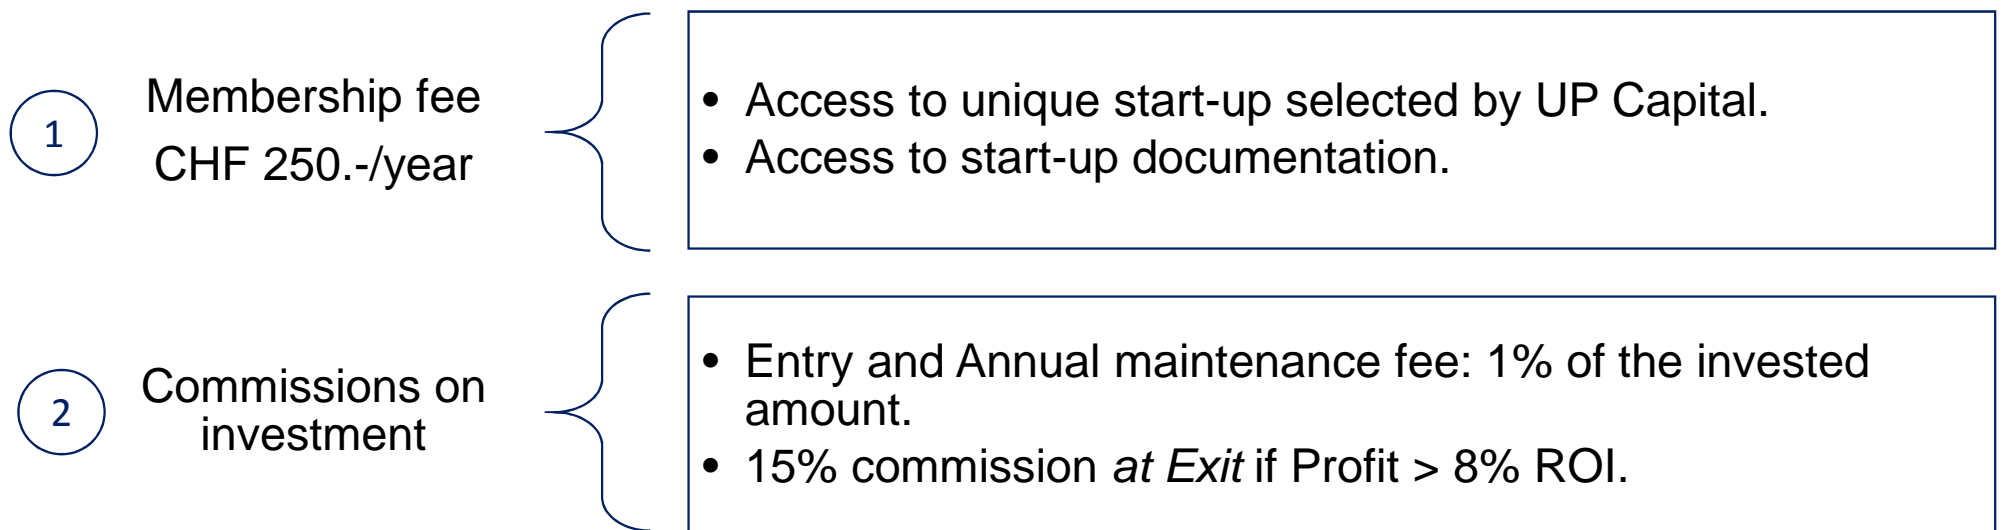 1
Membership fee
CHF 250.-/year
• Access to unique start-up selected by UP Capital.
• Access to start-up documentation.
2
Commissions on
investment
• Entry and Annual maintenance fee: 1% of the invested
amount.
• 15% commission at Exit if Profit > 8% ROI.